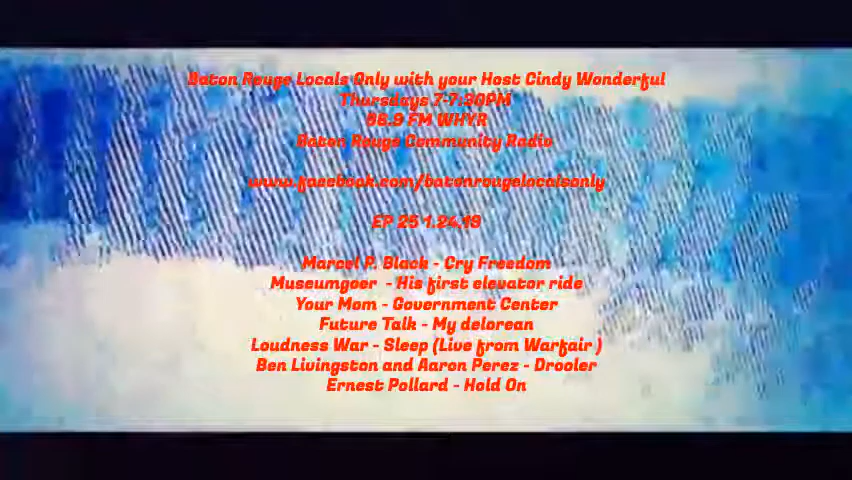 Baton Rouge Locals Only with your Host Cindy Wonderful
Thursdays 7-7:30PM
98.9 FM WHYR
Baton Rouge Community Radio
www.facebook.com/batonrougelocalsonly
EP 25 1.24.19
Marcel P. Black - Cry Freedom
Museumgoer - His first elevator ride
Your Mom - Government Center
Future Talk - My delorean
Loudness War - Sleep (Live from Warfair )
Ben Livingston and Aaron Perez - Drooler
Ernest Pollard - Hold On